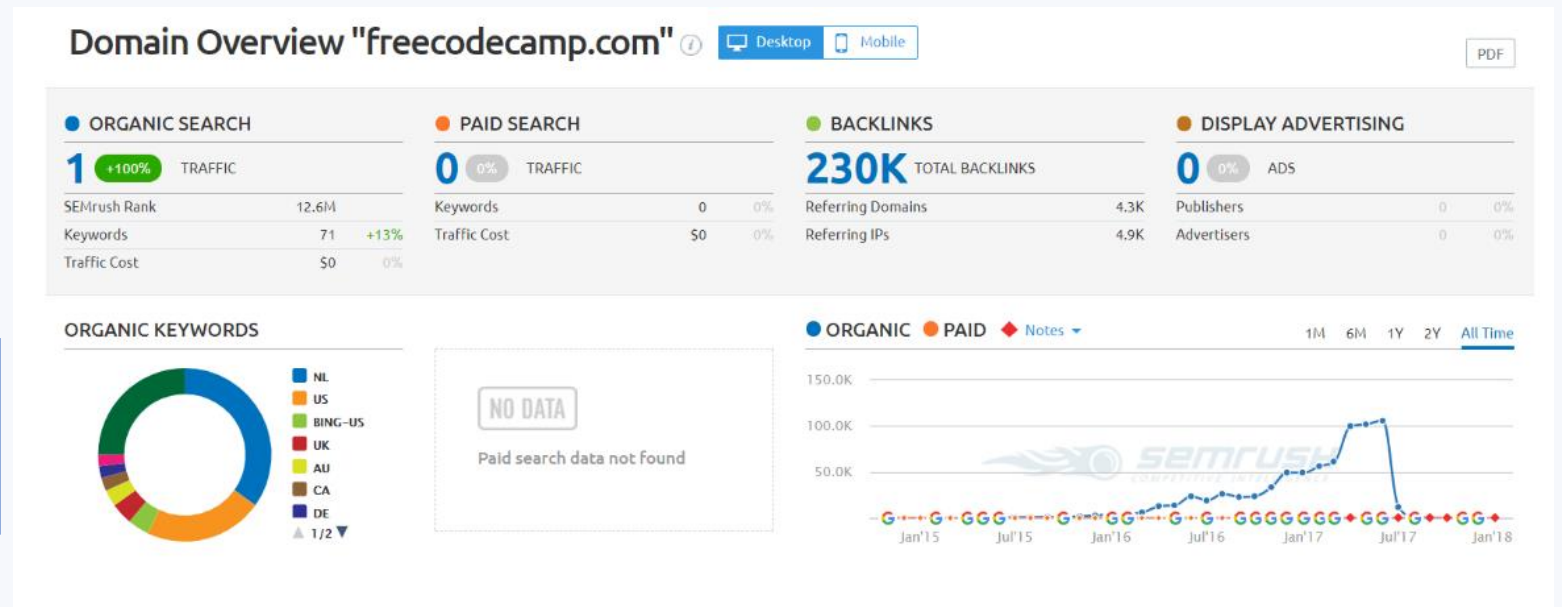 Domain Overview "freecodecamp.com" i Desktop Mobile
PDF
ORGANIC SEARCH
1 +100% TRAFFIC
SEMrush Rank 12.6M
Keywords 71 +13%
Traffic Cost $0 0%
PAID SEARCH
0 0% TRAFFIC
Keywords 0 0%
Traffic Cost $0 0%
BACKLINKS
230K TOTAL BACKLINKS
Referring Domains 4.3K
Referring IPs 4.9K
DISPLAY ADVERTISING
0 0% ADS
Publishers 0 0%
Advertisers 0 0%
ORGANIC KEYWORDS
NL
US
BING-US
UK
AU
CA
DE
1/2
NO DATA
Paid search data not found
ORGANIC PAID Notes 1M 6M 1Y 2Y All Time
150.0K
100.0K
50.0K
semrush
COMPETITIVE INTELLIGENCE
G G G G G G G G G G G G G G G G G G G G G G
Jan'15 Jul'15 Jan'16 Jul'16 Jan'17 Jul'17 Jan'18